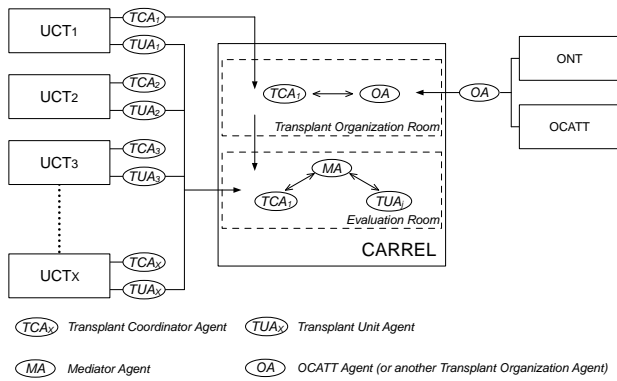 UCT1
TCA1
TUA1
UCT2
TCA2
TUA2
UCT3
TCA3
TUA3
UCTX
TCAX
TUAX
TCA1
OA
Transplant Organization Room
MA
TCA1
TUAj
Evaluation Room
CARREL
OA
ONT
OCATT
TCAX Transplant Coordinator Agent
TUAX Transplant Unit Agent
MA Mediator Agent
OA OCATT Agent (or another Transplant Organization Agent)